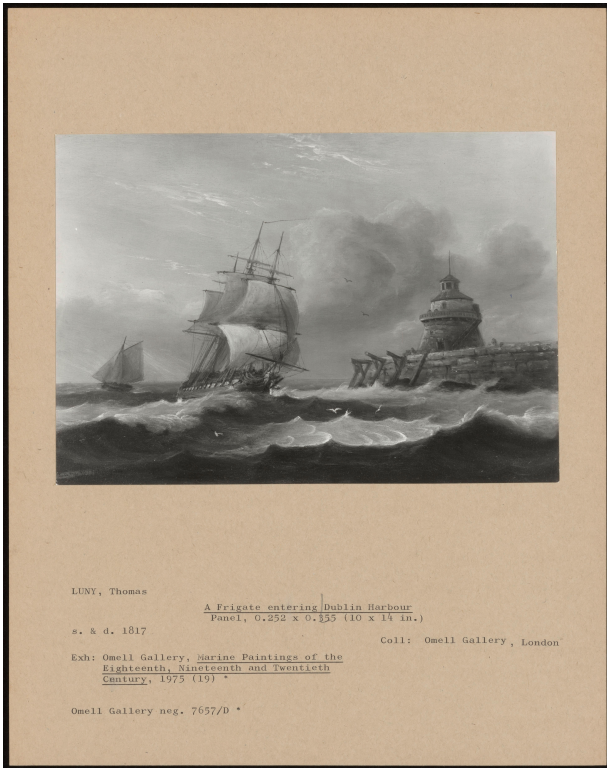 LUNY, Thomas
A Frigate entering Dublin Harbour
Panel, 0.252 x 0.355 (10 x 14 in.)
s. & d. 1817
Coll: Omell Gallery, London
Exh: Omell Gallery, Marine Paintings of the
Eighteenth, Nineteenth and Twentieth
Century, 1975 (19) *
Omell Gallery neg. 7657/D *